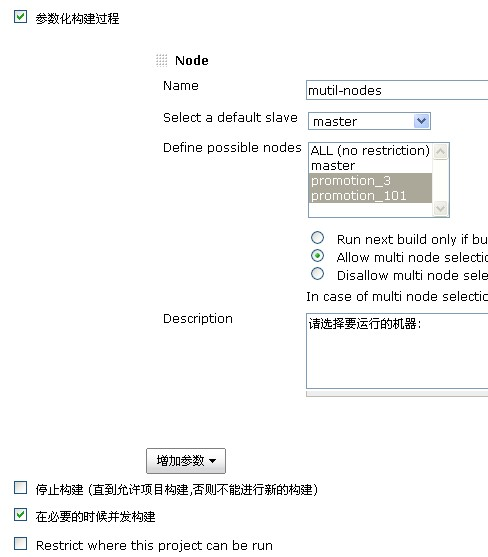 参数化构建过程
Node
Name
mutil-nodes
Select a default slave
master
Define possible nodes
ALL (no restriction)
master
promotion_3
promotion_101
Run next build only if bu
Allow multi node selectio
Disallow multi node sele
In case of multi node selectio
Description
请选择要运行的机器:
增加参数
停止构建 (直到允许项目构建,否则不能进行新的构建)
在必要的时候并发构建
Restrict where this project can be run